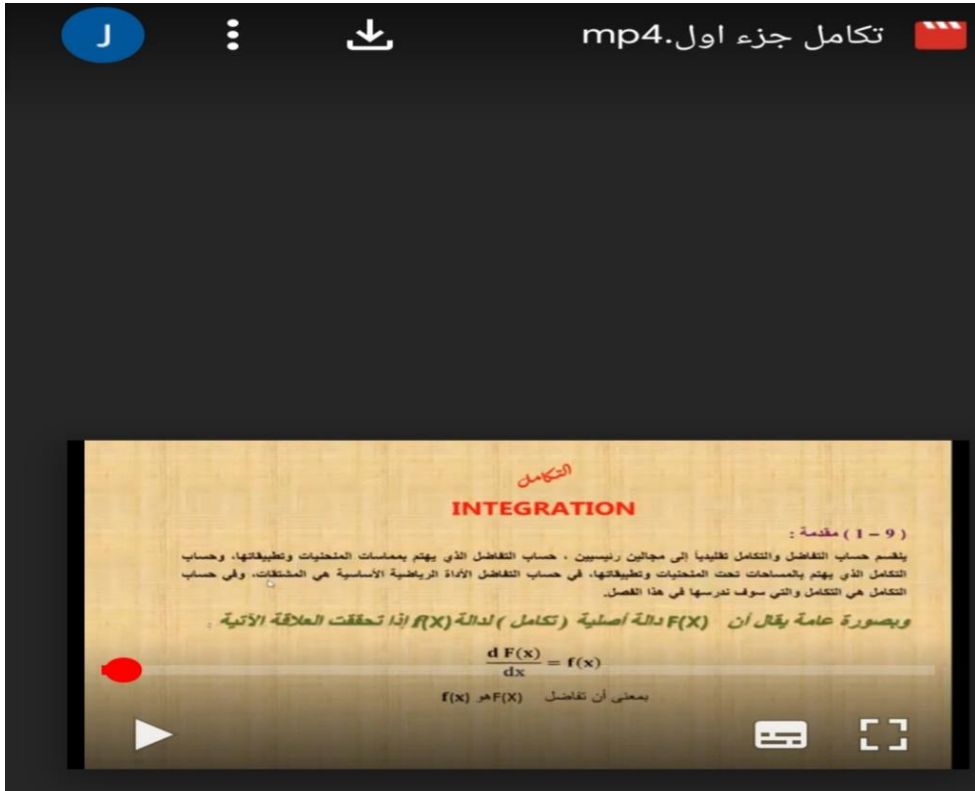 تكامل جزء اول.mp4
J
التكامل
INTEGRATION
( 9 – 1 ) مقدمة :
ينقسم حساب التفاضل والتكامل تقليدياً إلى مجالين رئيسيين ، حساب التفاضل الذي يهتم بمماسات المنحنيات وتطبيقاتها، وحساب
التكامل الذي يهتم بالمساحات تحت المنحنيات وتطبيقاتها، في حساب التفاضل الأداة الرياضية الأساسية هي المشتقات، وفي حساب
التكامل هي التكامل والتي سوف ندرسها في هذا الفصل.
وبصورة عامة يقال أن F(X) دالة أصلية ( تكامل ) لدالة f(X) إذا تحققت العلاقة الآتية .
d F(x)
dx = f(x)
بمعنى أن تفاضل F(X) هو f(x)